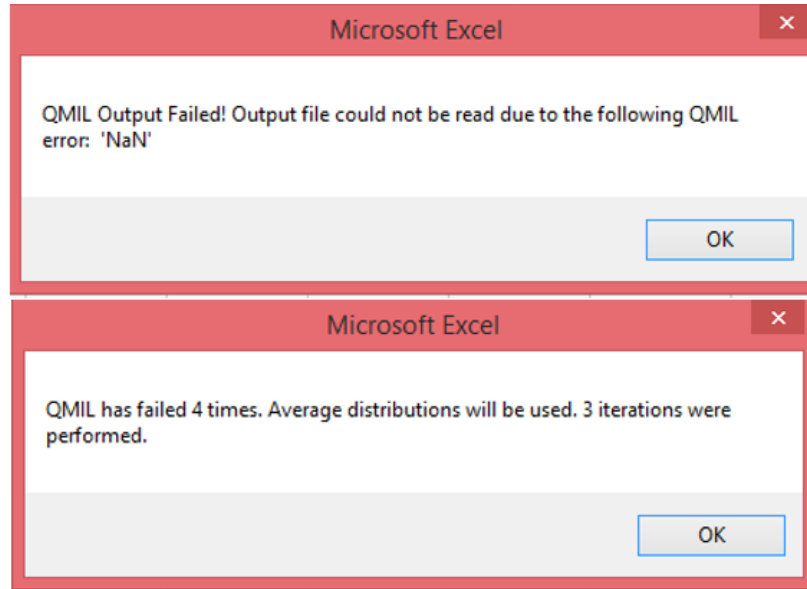 Microsoft Excel
QMIL Output Failed! Output file could not be read due to the following QMIL
error:  'NaN'
OK
Microsoft Excel
QMIL has failed 4 times. Average distributions will be used. 3 iterations were
performed.
OK